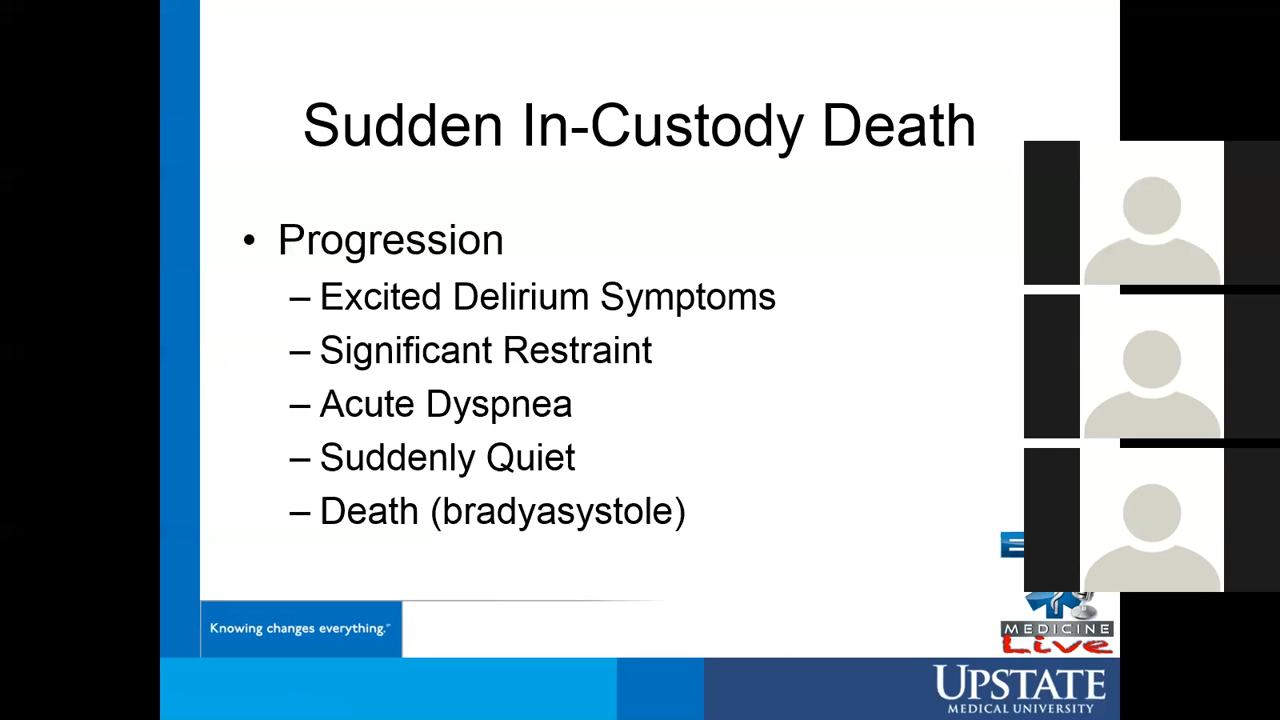 Sudden In-Custody Death
• Progression
– Excited Delirium Symptoms
– Significant Restraint
– Acute Dyspnea
– Suddenly Quiet
– Death (bradyasystole)
Knowing changes everything.™
MEDICINE
Live
UPSTATE
MEDICAL UNIVERSITY